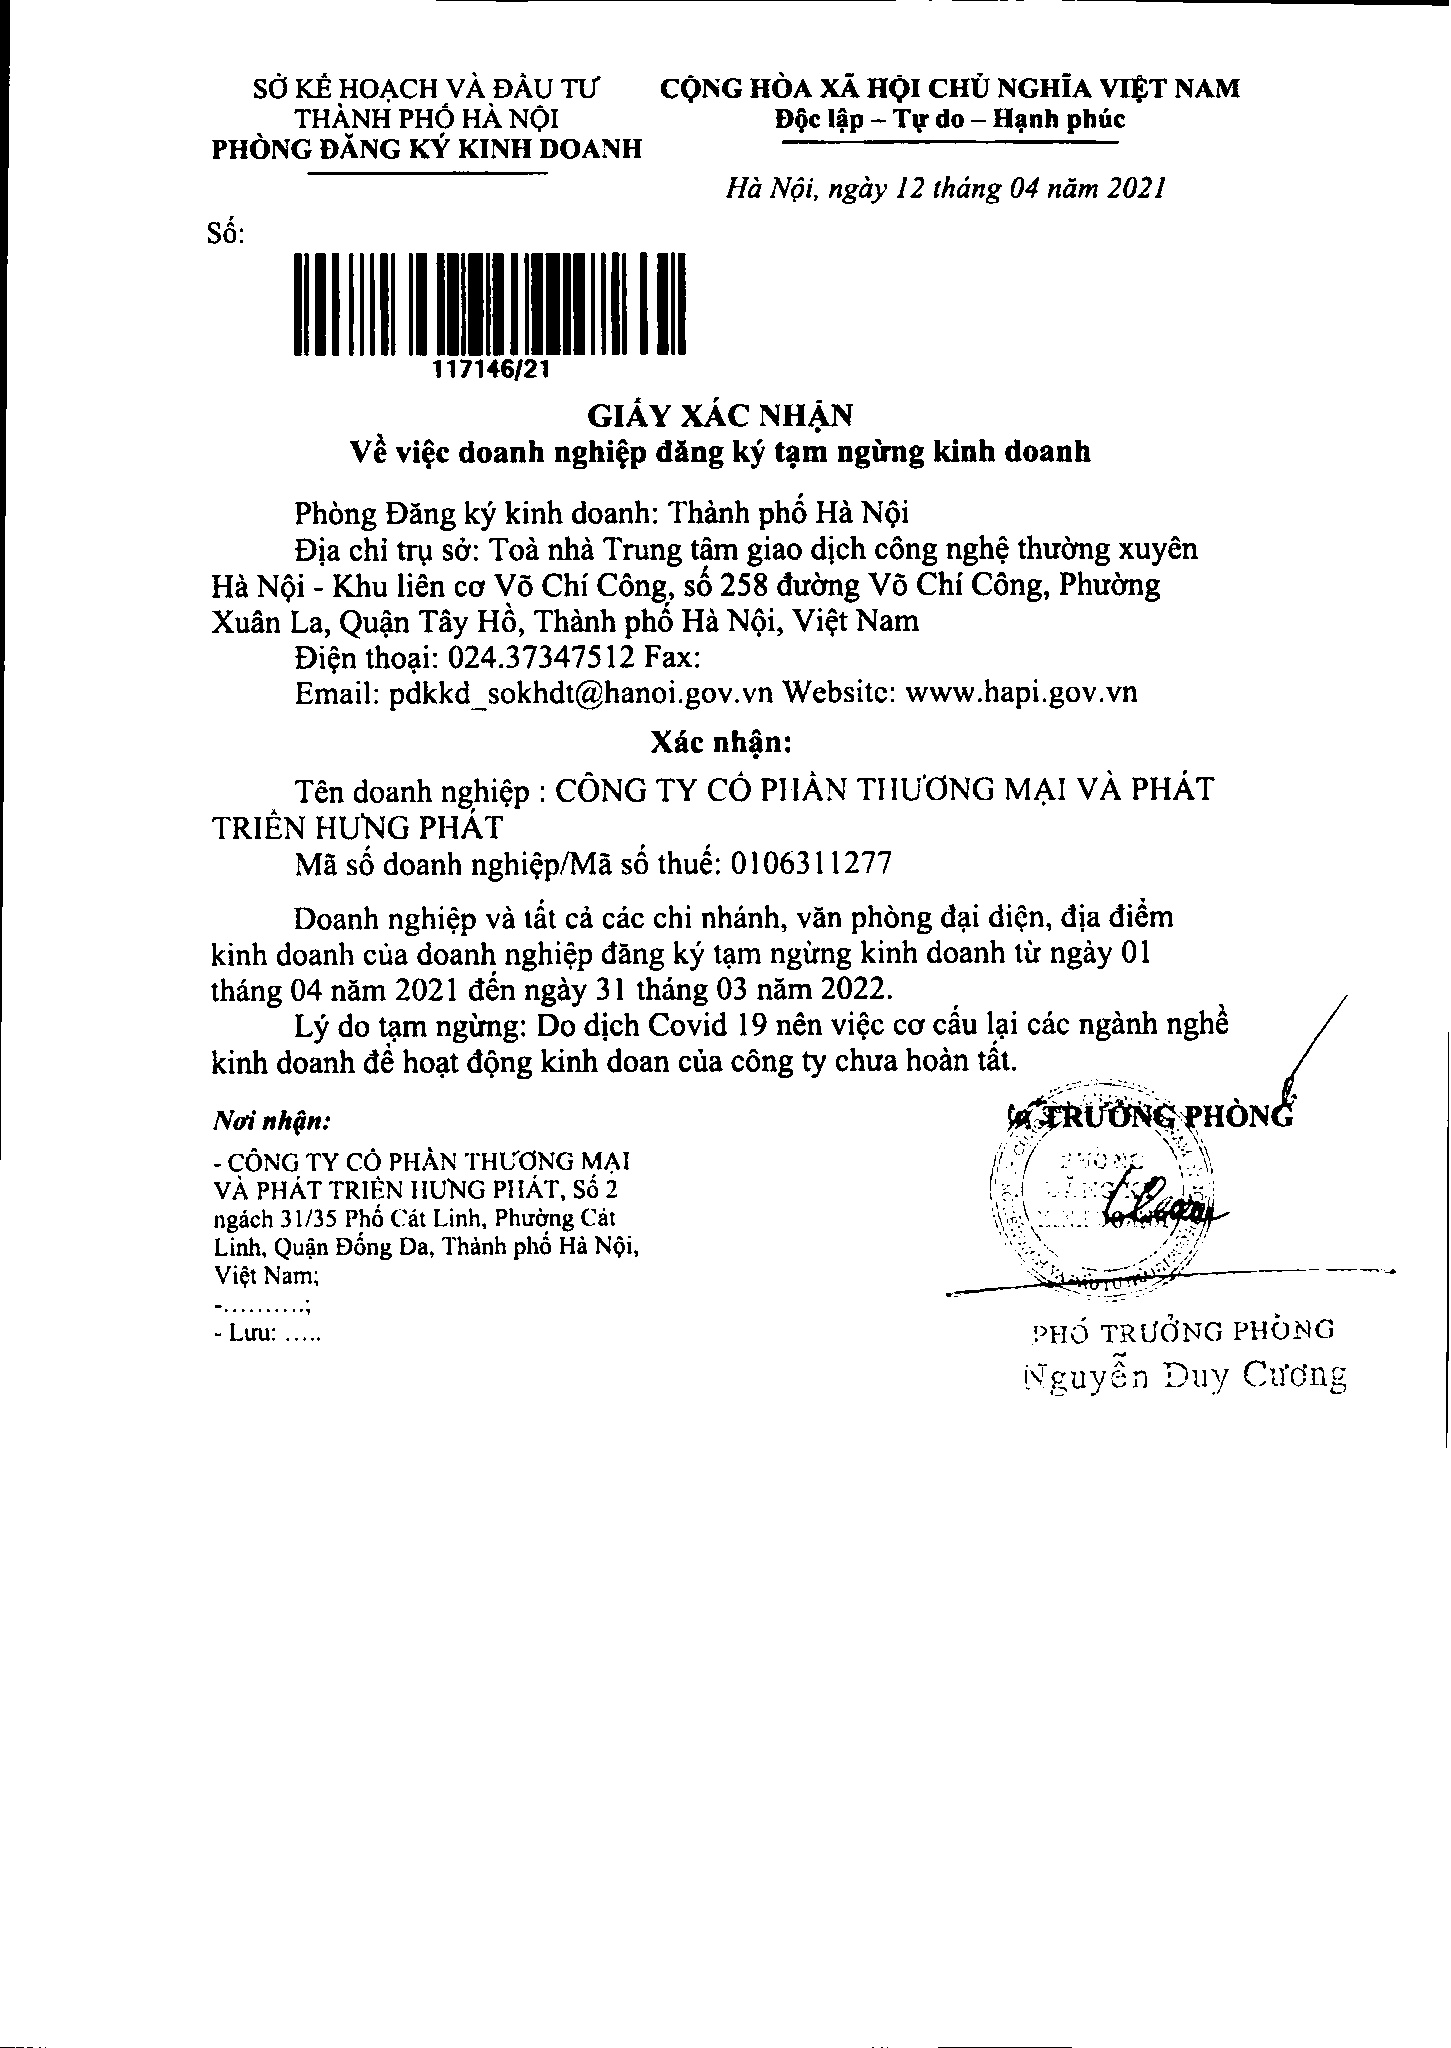 SỞ KẾ HOẠCH VÀ ĐẦU TƯ
THÀNH PHỐ HÀ NỘI
PHÒNG ĐĂNG KÝ KINH DOANH
CỘNG HÒA XÃ HỘI CHỦ NGHĨA VIỆT NAM
Độc lập – Tự do – Hạnh phúc
Hà Nội, ngày 12 tháng 04 năm 2021
Số:
117146/21
GIẤY XÁC NHẬN
Về việc doanh nghiệp đăng ký tạm ngừng kinh doanh
Phòng Đăng ký kinh doanh: Thành phố Hà Nội
Địa chỉ trụ sở: Toà nhà Trung tâm giao dịch công nghệ thường xuyên
Hà Nội - Khu liên cơ Võ Chí Công, số 258 đường Võ Chí Công, Phường
Xuân La, Quận Tây Hồ, Thành phố Hà Nội, Việt Nam
Điện thoại: 024.37347512 Fax:
Email: pdkkd_sokhdt@hanoi.gov.vn Website: www.hapi.gov.vn
Xác nhận:
Tên doanh nghiệp : CÔNG TY CỔ PHẦN THƯƠNG MẠI VÀ PHÁT
TRIỂN HƯNG PHÁT
Mã số doanh nghiệp/Mã số thuế: 0106311277
Doanh nghiệp và tất cả các chi nhánh, văn phòng đại diện, địa điểm
kinh doanh của doanh nghiệp đăng ký tạm ngừng kinh doanh từ ngày 01
tháng 04 năm 2021 đến ngày 31 tháng 03 năm 2022.
Lý do tạm ngừng: Do dịch Covid 19 nên việc cơ cấu lại các ngành nghề
kinh doanh để hoạt động kinh doan của công ty chưa hoàn tất.
Nơi nhận:
- CÔNG TY CỔ PHẦN THƯƠNG MẠI
VÀ PHÁT TRIỂN HƯNG PHÁT, Số 2
ngách 31/35 Phố Cát Linh, Phường Cát
Linh, Quận Đống Đa, Thành phố Hà Nội,
Việt Nam;
-..........;
- Lưu: .....
TRƯỞNG PHÒNG
PHÒNG
PHÓ TRƯỞNG PHÒNG
Nguyễn Duy Cương